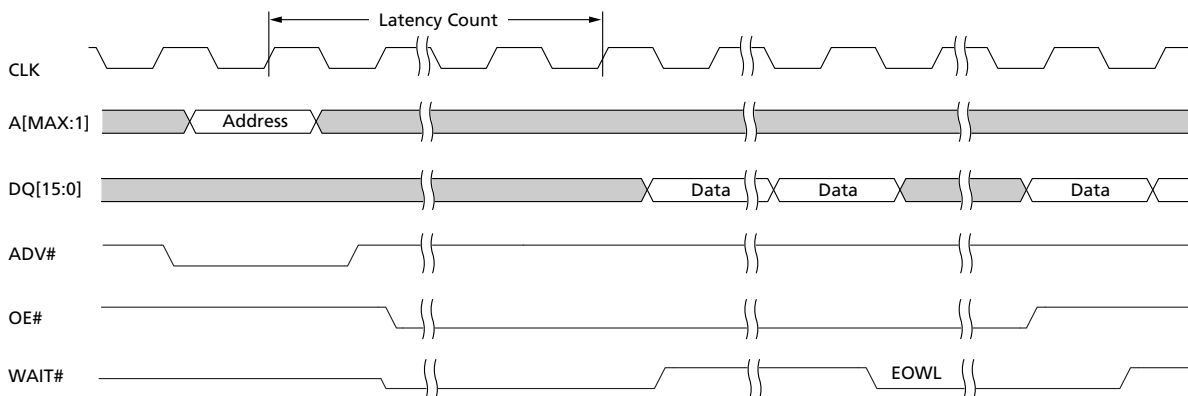 Latency Count
CLK
A[MAX:1]
Address
DQ[15:0]
Data
Data
Data
ADV#
OE#
WAIT#
EOWL